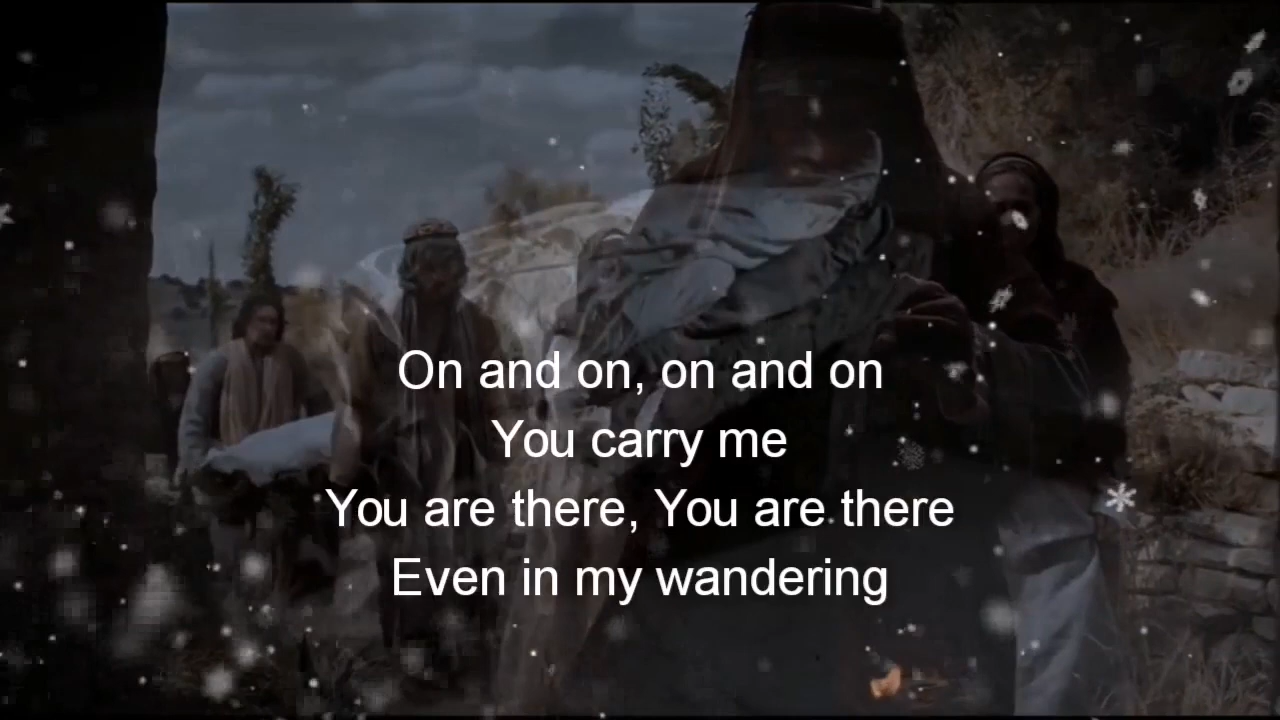 On and on, on and on
You carry me
You are there, You are there
Even in my wandering